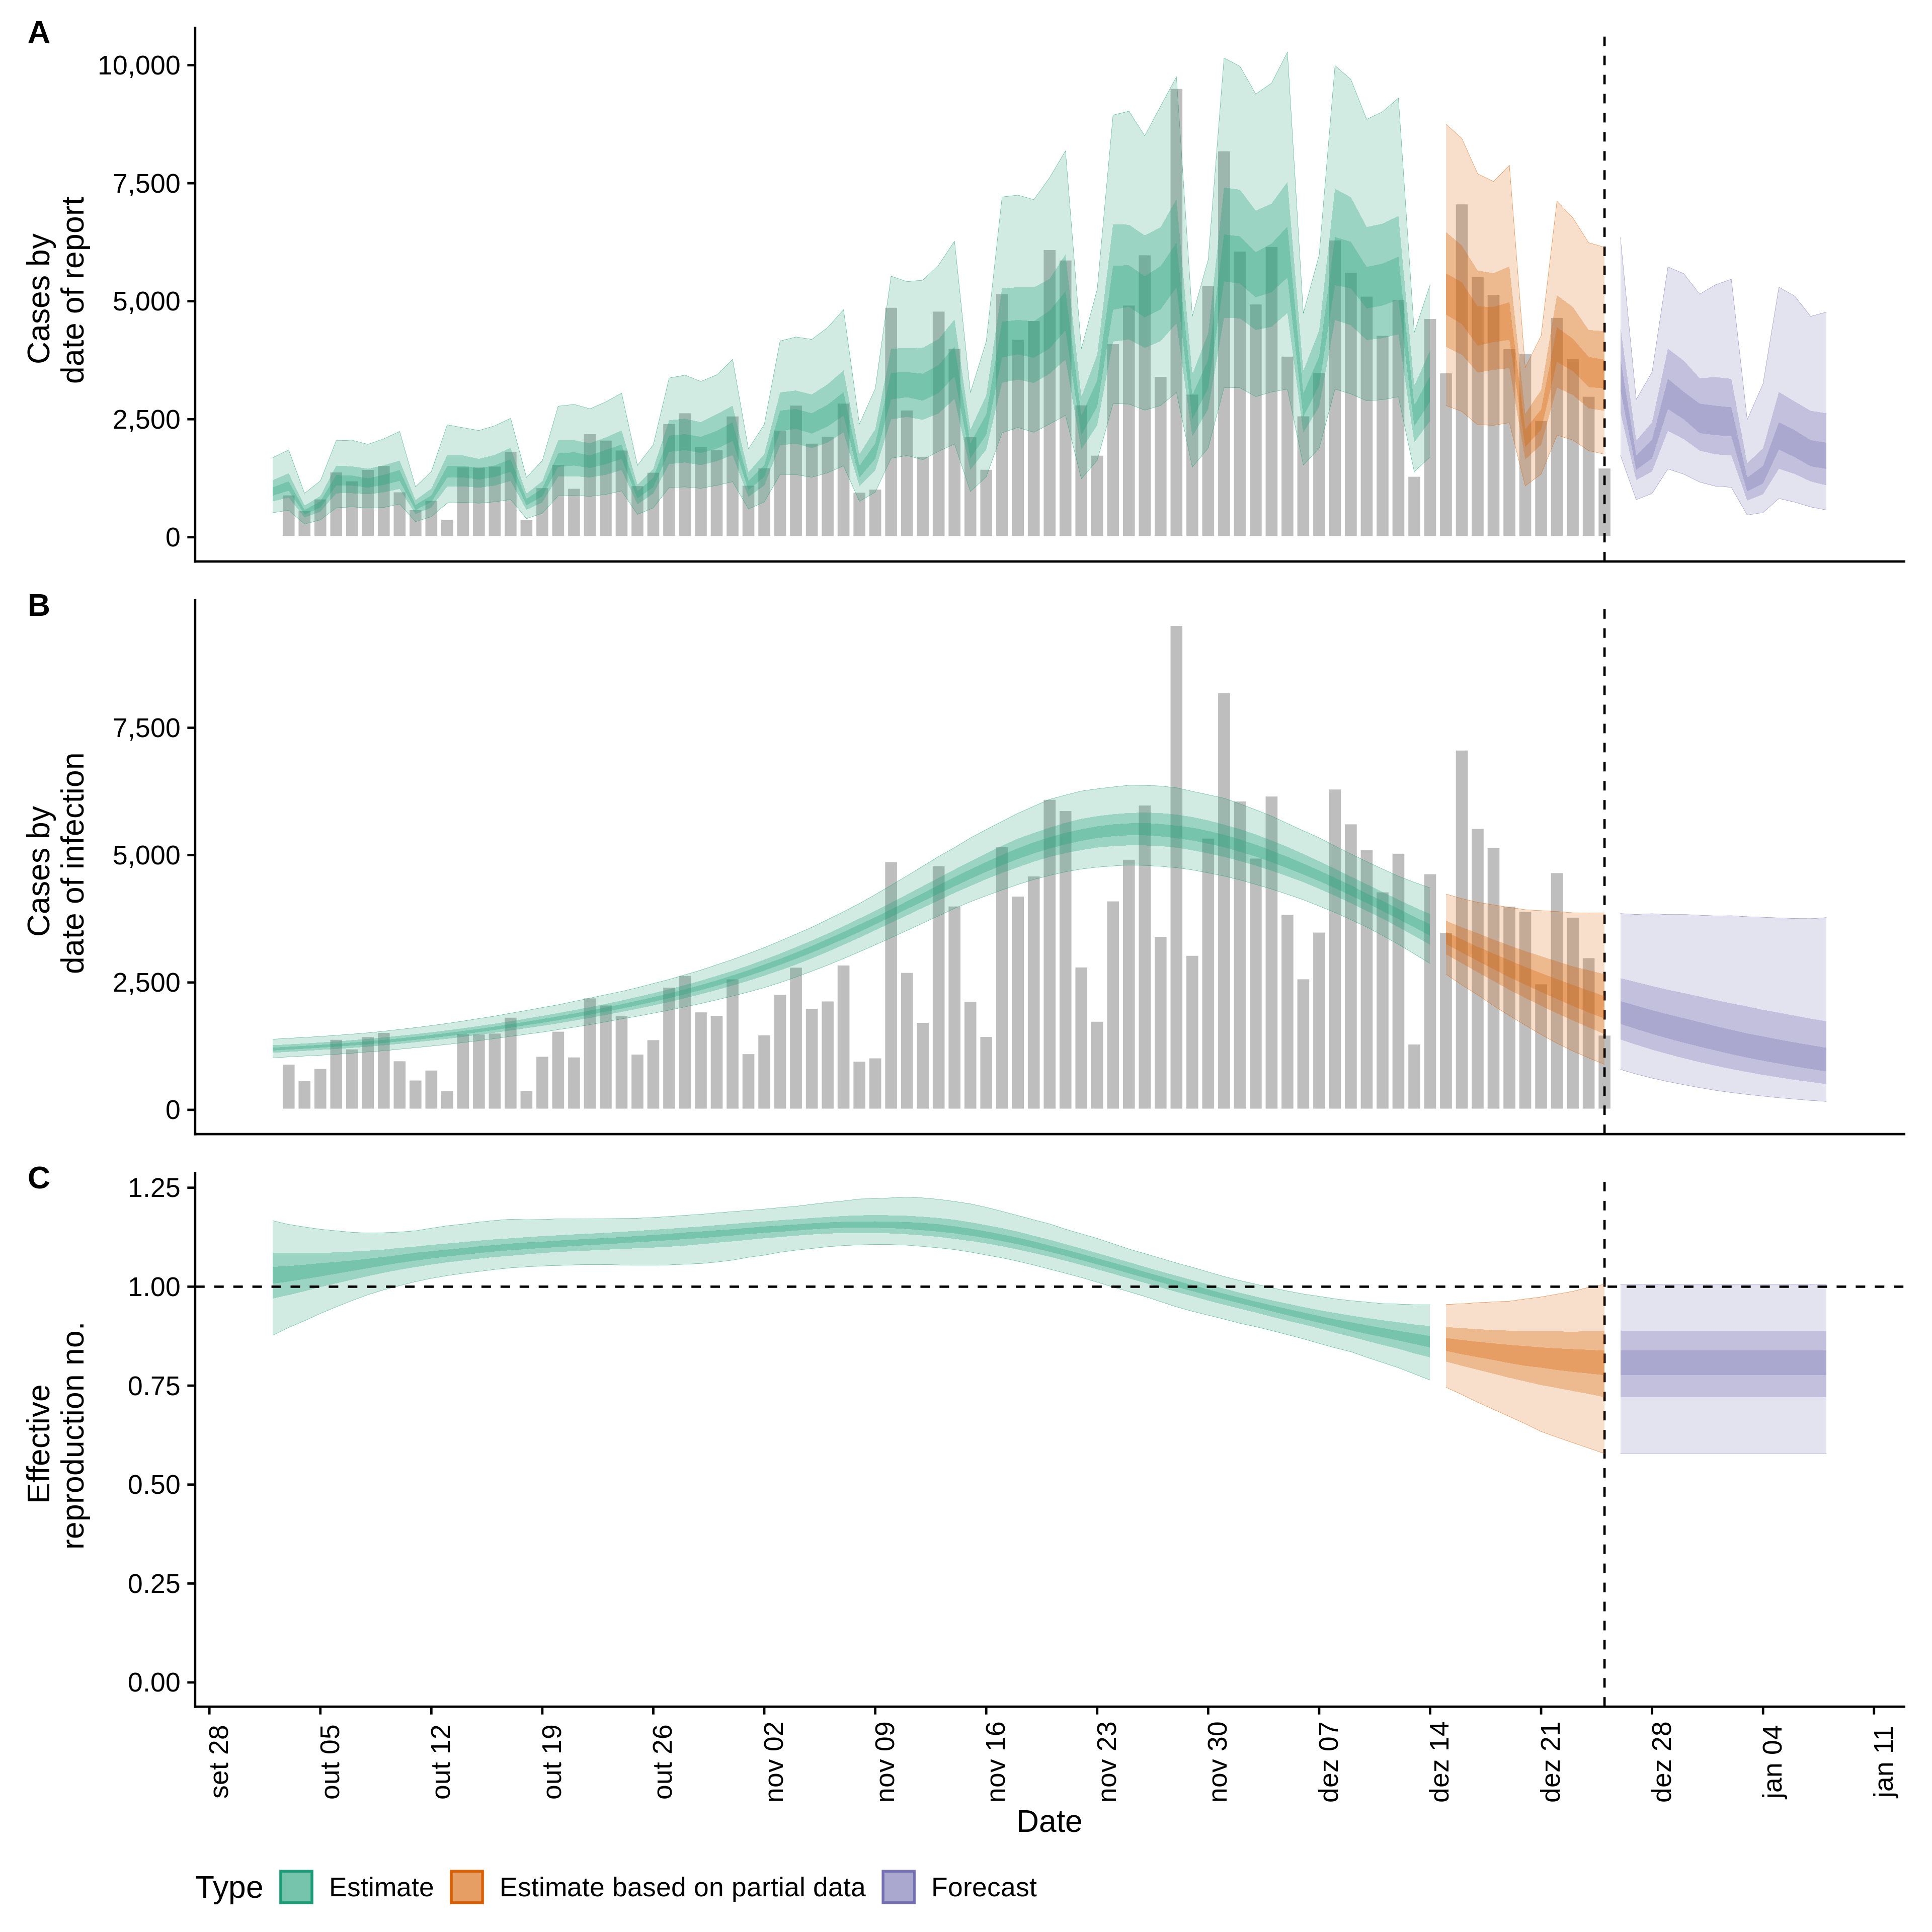 A
Cases by
date of report
10,000
7,500
5,000
2,500
0
B
Cases by
date of infection
7,500
5,000
2,500
0
C
Effective
reproduction no.
1.25
1.00
0.75
0.50
0.25
0.00
set 28
out 05
out 12
out 19
out 26
nov 02
nov 09
nov 16
nov 23
nov 30
dez 07
dez 14
dez 21
dez 28
jan 04
jan 11
Date
Type Estimate Estimate based on partial data Forecast